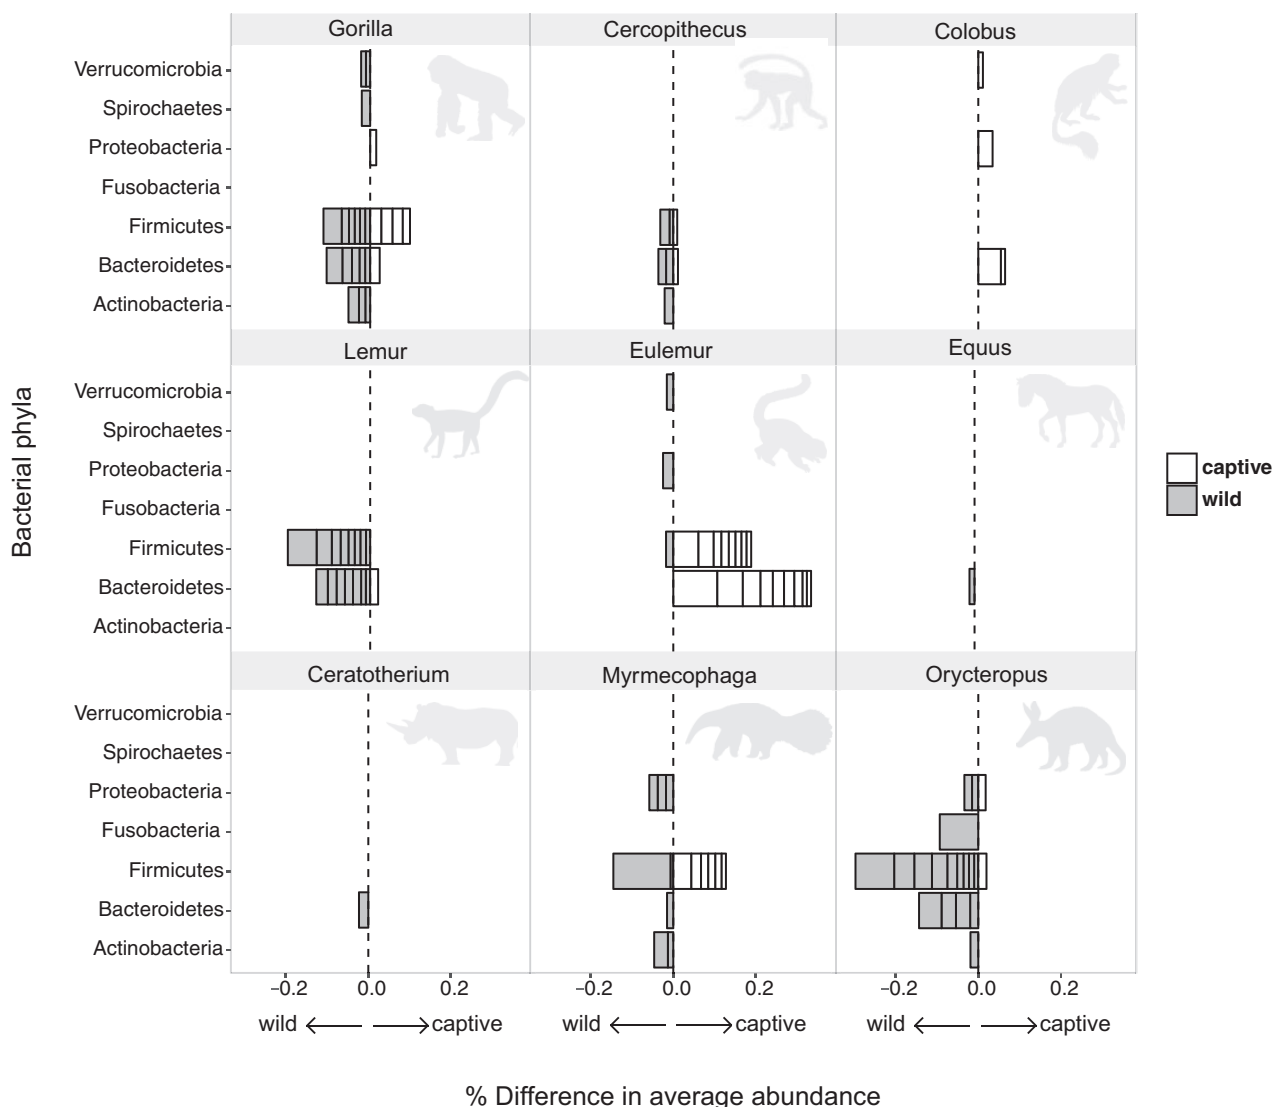 Gorilla Cercopithecus Colobus
Verrucomicrobia
Spirochaetes
Proteobacteria
Fusobacteria
Firmicutes
Bacteroidetes
Actinobacteria
Lemur Eulemur Equus
Verrucomicrobia
Spirochaetes
Proteobacteria
Fusobacteria
Firmicutes
Bacteroidetes
Actinobacteria
Bacterial phyla
captive
wild
Ceratotherium Myrmecophaga Orycteropus
Verrucomicrobia
Spirochaetes
Proteobacteria
Fusobacteria
Firmicutes
Bacteroidetes
Actinobacteria
−0.2 0.0 0.2 −0.2 0.0 0.2 −0.2 0.0 0.2
wild captive wild captive wild captive
% Difference in average abundance